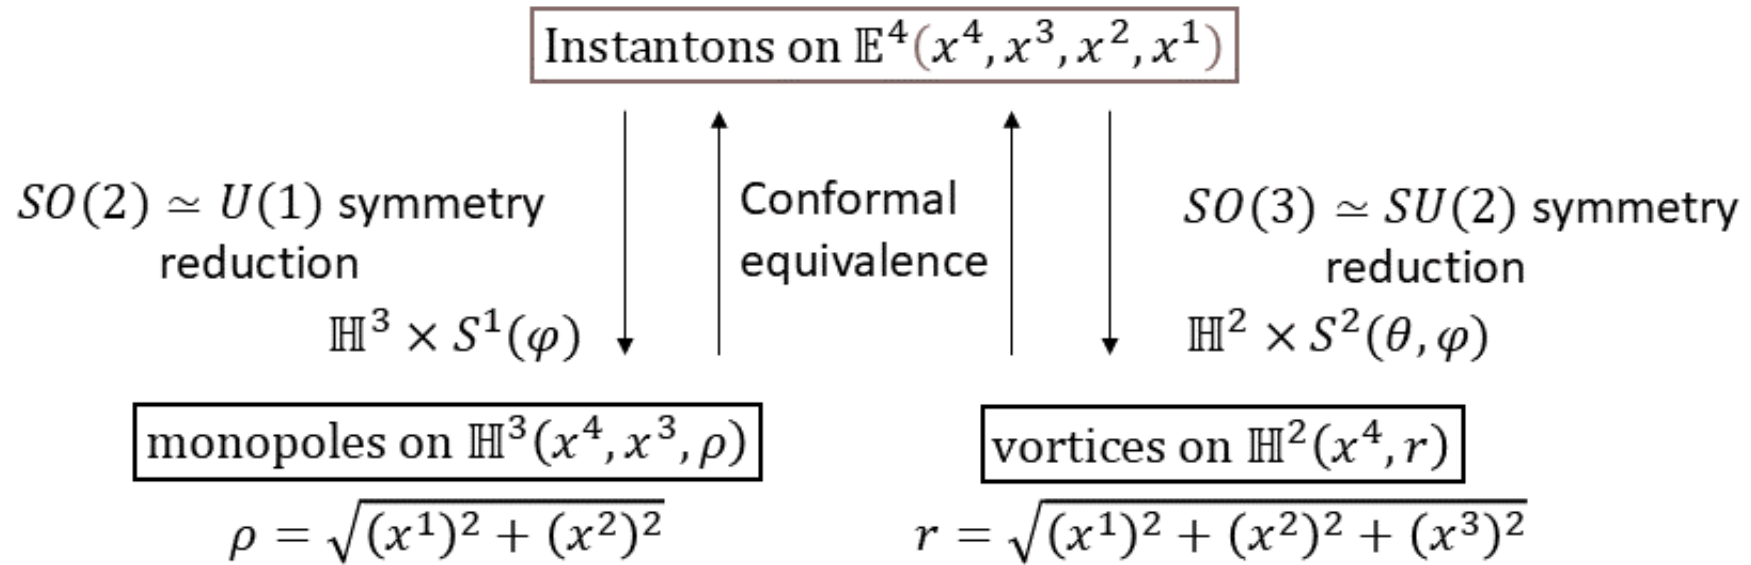 Instantons on 𝔼⁴(x⁴, x³, x², x¹)
SO(2) ≃ U(1) symmetry
reduction
ℍ³ × S¹(φ)
Conformal
equivalence
SO(3) ≃ SU(2) symmetry
reduction
ℍ² × S²(θ, φ)
monopoles on ℍ³(x⁴, x³, ρ)
ρ = √(x¹)² + (x²)²
vortices on ℍ²(x⁴, r)
r = √(x¹)² + (x²)² + (x³)²